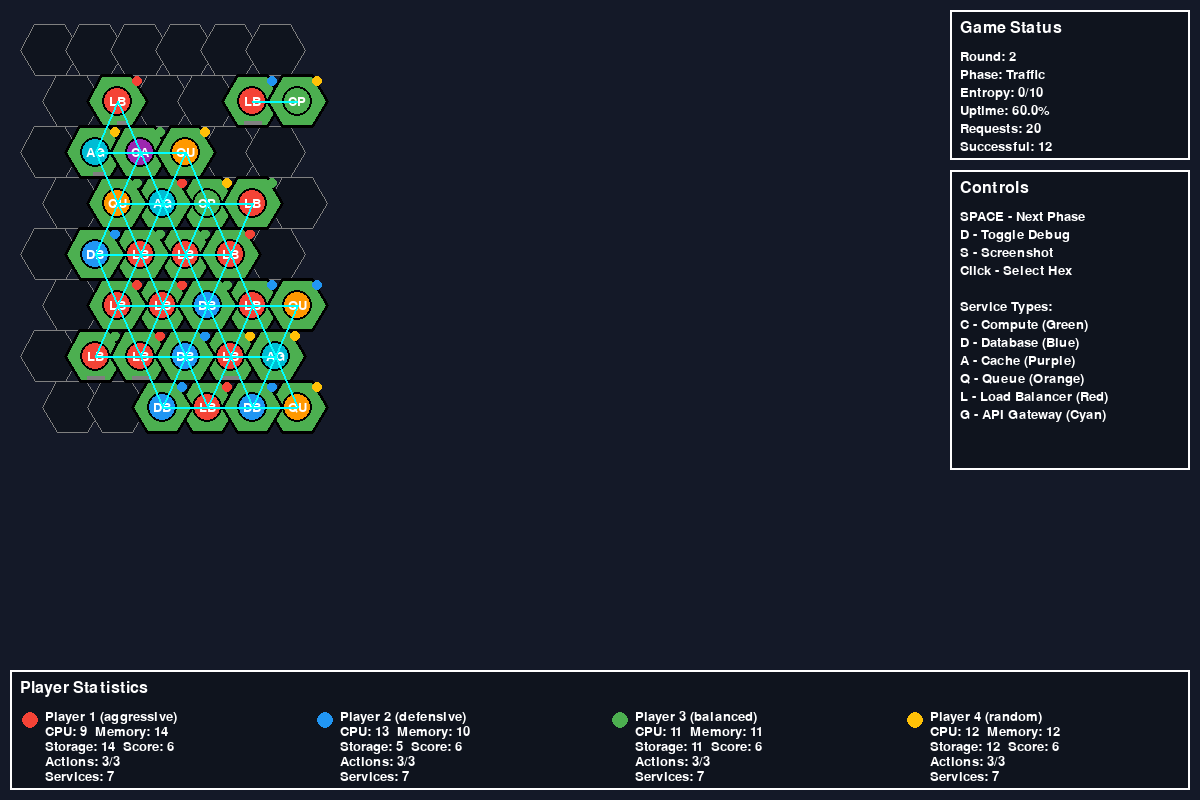 LB LB CP
AG CA QU
QU AG CP LB
DB LB LB LB
LB LB DB LB QU
LB LB DB LB AG
DB LB DB QU
Game Status
Round: 2
Phase: Traffic
Entropy: 0/10
Uptime: 60.0%
Requests: 20
Successful: 12
Controls
SPACE - Next Phase
D - Toggle Debug
S - Screenshot
Click - Select Hex
Service Types:
C - Compute (Green)
D - Database (Blue)
A - Cache (Purple)
Q - Queue (Orange)
L - Load Balancer (Red)
G - API Gateway (Cyan)
Player Statistics
Player 1 (aggressive)
CPU: 9 Memory: 14
Storage: 14 Score: 6
Actions: 3/3
Services: 7
Player 2 (defensive)
CPU: 13 Memory: 10
Storage: 5 Score: 6
Actions: 3/3
Services: 7
Player 3 (balanced)
CPU: 11 Memory: 11
Storage: 11 Score: 6
Actions: 3/3
Services: 7
Player 4 (random)
CPU: 12 Memory: 12
Storage: 12 Score: 6
Actions: 3/3
Services: 7